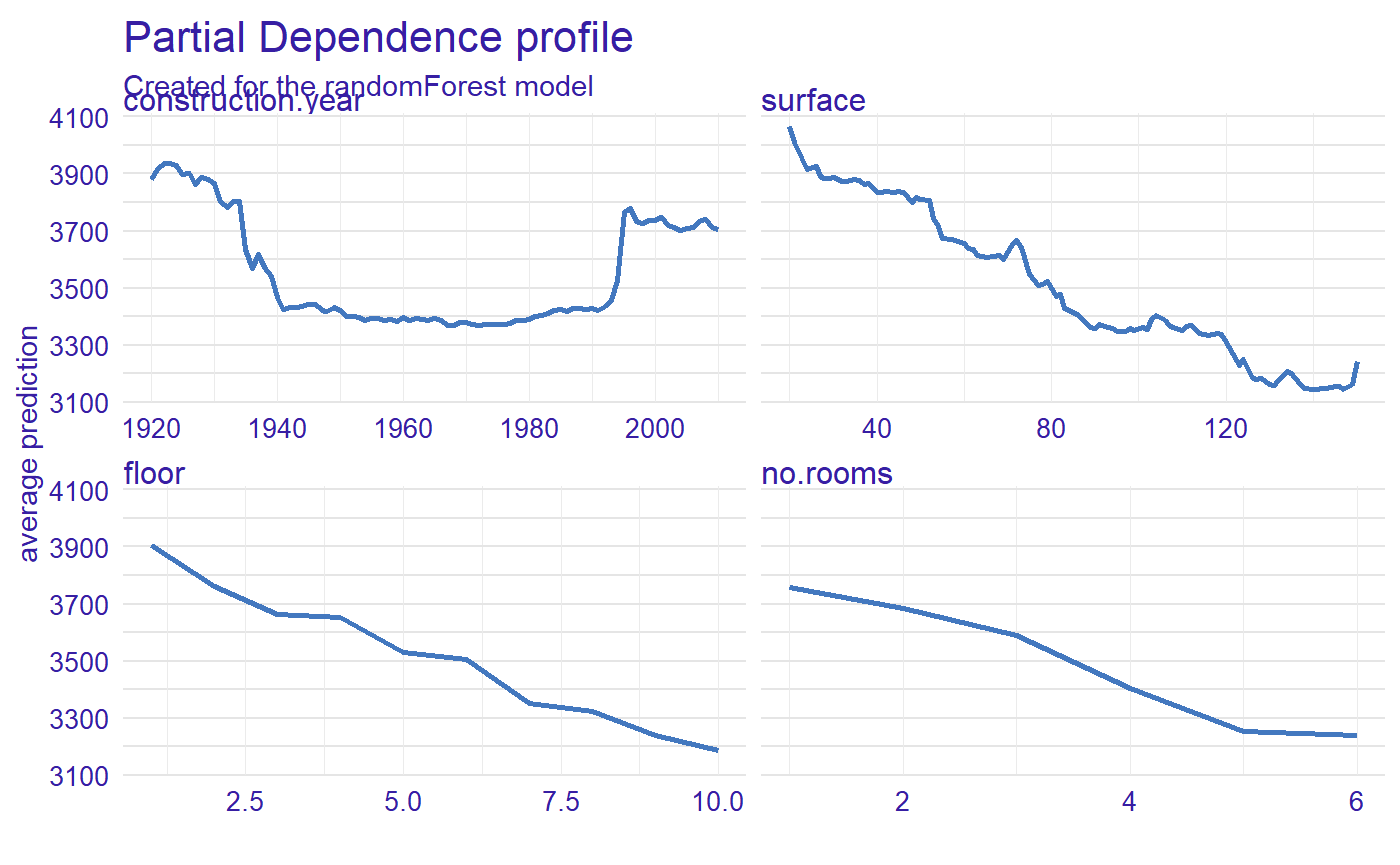 Partial Dependence profile
Created for the randomForest model
construction.year
surface
4100
3900
3700
3500
3300
3100
1920 1940 1960 1980 2000
40 80 120
average prediction
floor
no.rooms
4100
3900
3700
3500
3300
3100
2.5 5.0 7.5 10.0
2 4 6